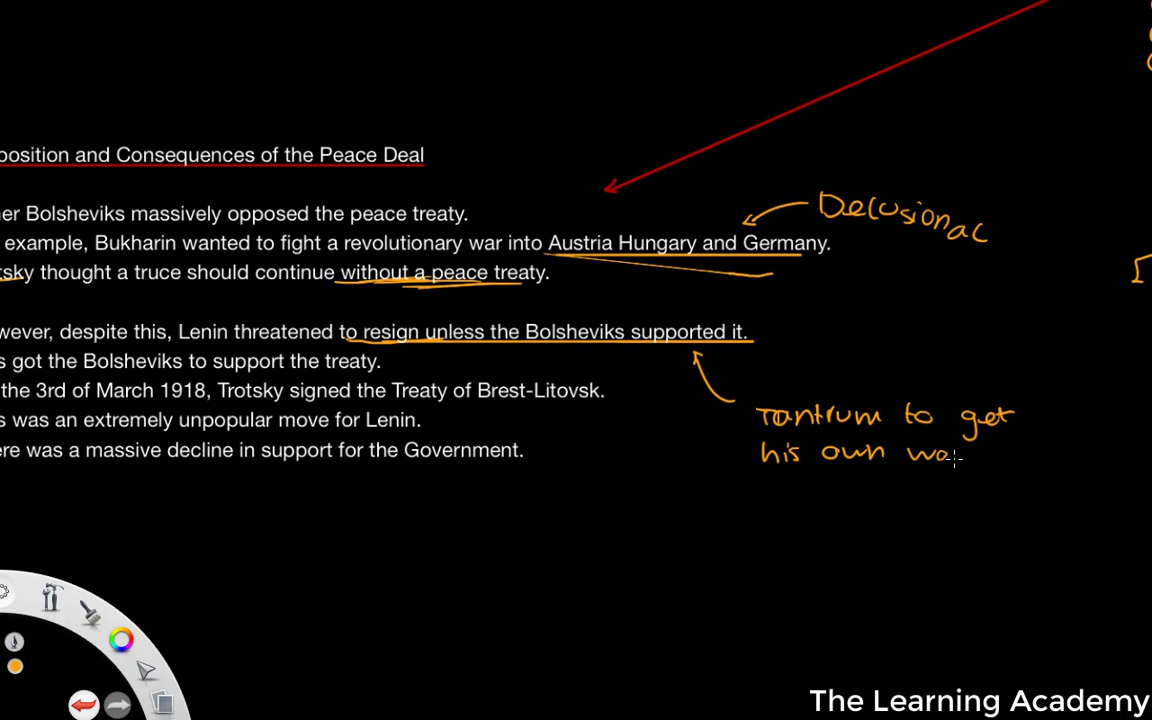 position and Consequences of the Peace Deal
er Bolsheviks massively opposed the peace treaty.
Delusional
example, Bukharin wanted to fight a revolutionary war into Austria Hungary and Germany.
tsky thought a truce should continue without a peace treaty.
wever, despite this, Lenin threatened to resign unless the Bolsheviks supported it.
s got the Bolsheviks to support the treaty.
the 3rd of March 1918, Trotsky signed the Treaty of Brest-Litovsk.
s was an extremely unpopular move for Lenin.
ere was a massive decline in support for the Government.
Tantrum to get
his own wa
The Learning Academy